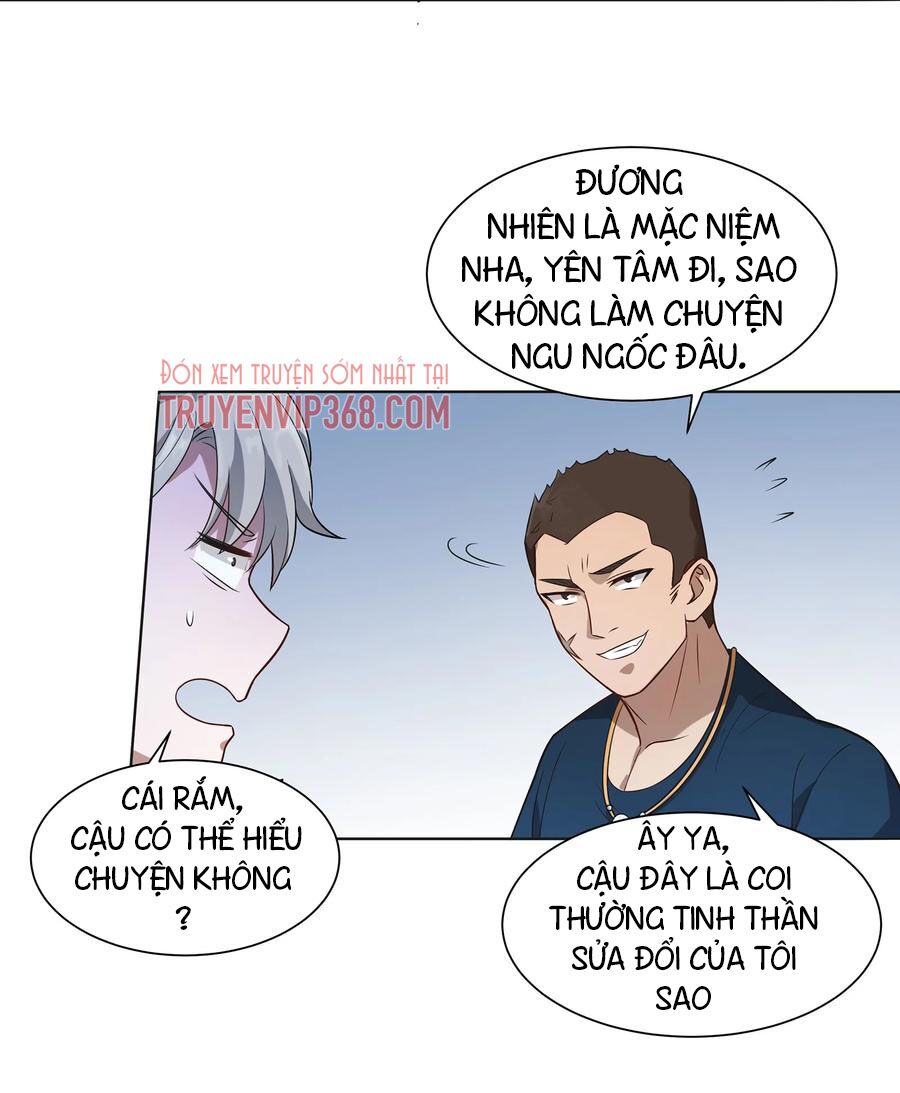 ĐƯƠNG
NHIÊN LÀ MẶC NIỆM
NHA, YÊN TÂM ĐI, SAO
KHÔNG LÀM CHUYỆN
NGU NGỐC ĐÂU.
ĐÓN XEM TRUYỆN SỚM NHẤT TẠI
TRUYENVIP368.COM
CÁI RẮM,
CẬU CÓ THỂ HIỂU
CHUYỆN KHÔNG
?
ÂY YA,
CẬU ĐÂY LÀ COI
THƯỜNG TINH THẦN
SỬA ĐỔI CỦA TÔI
SAO